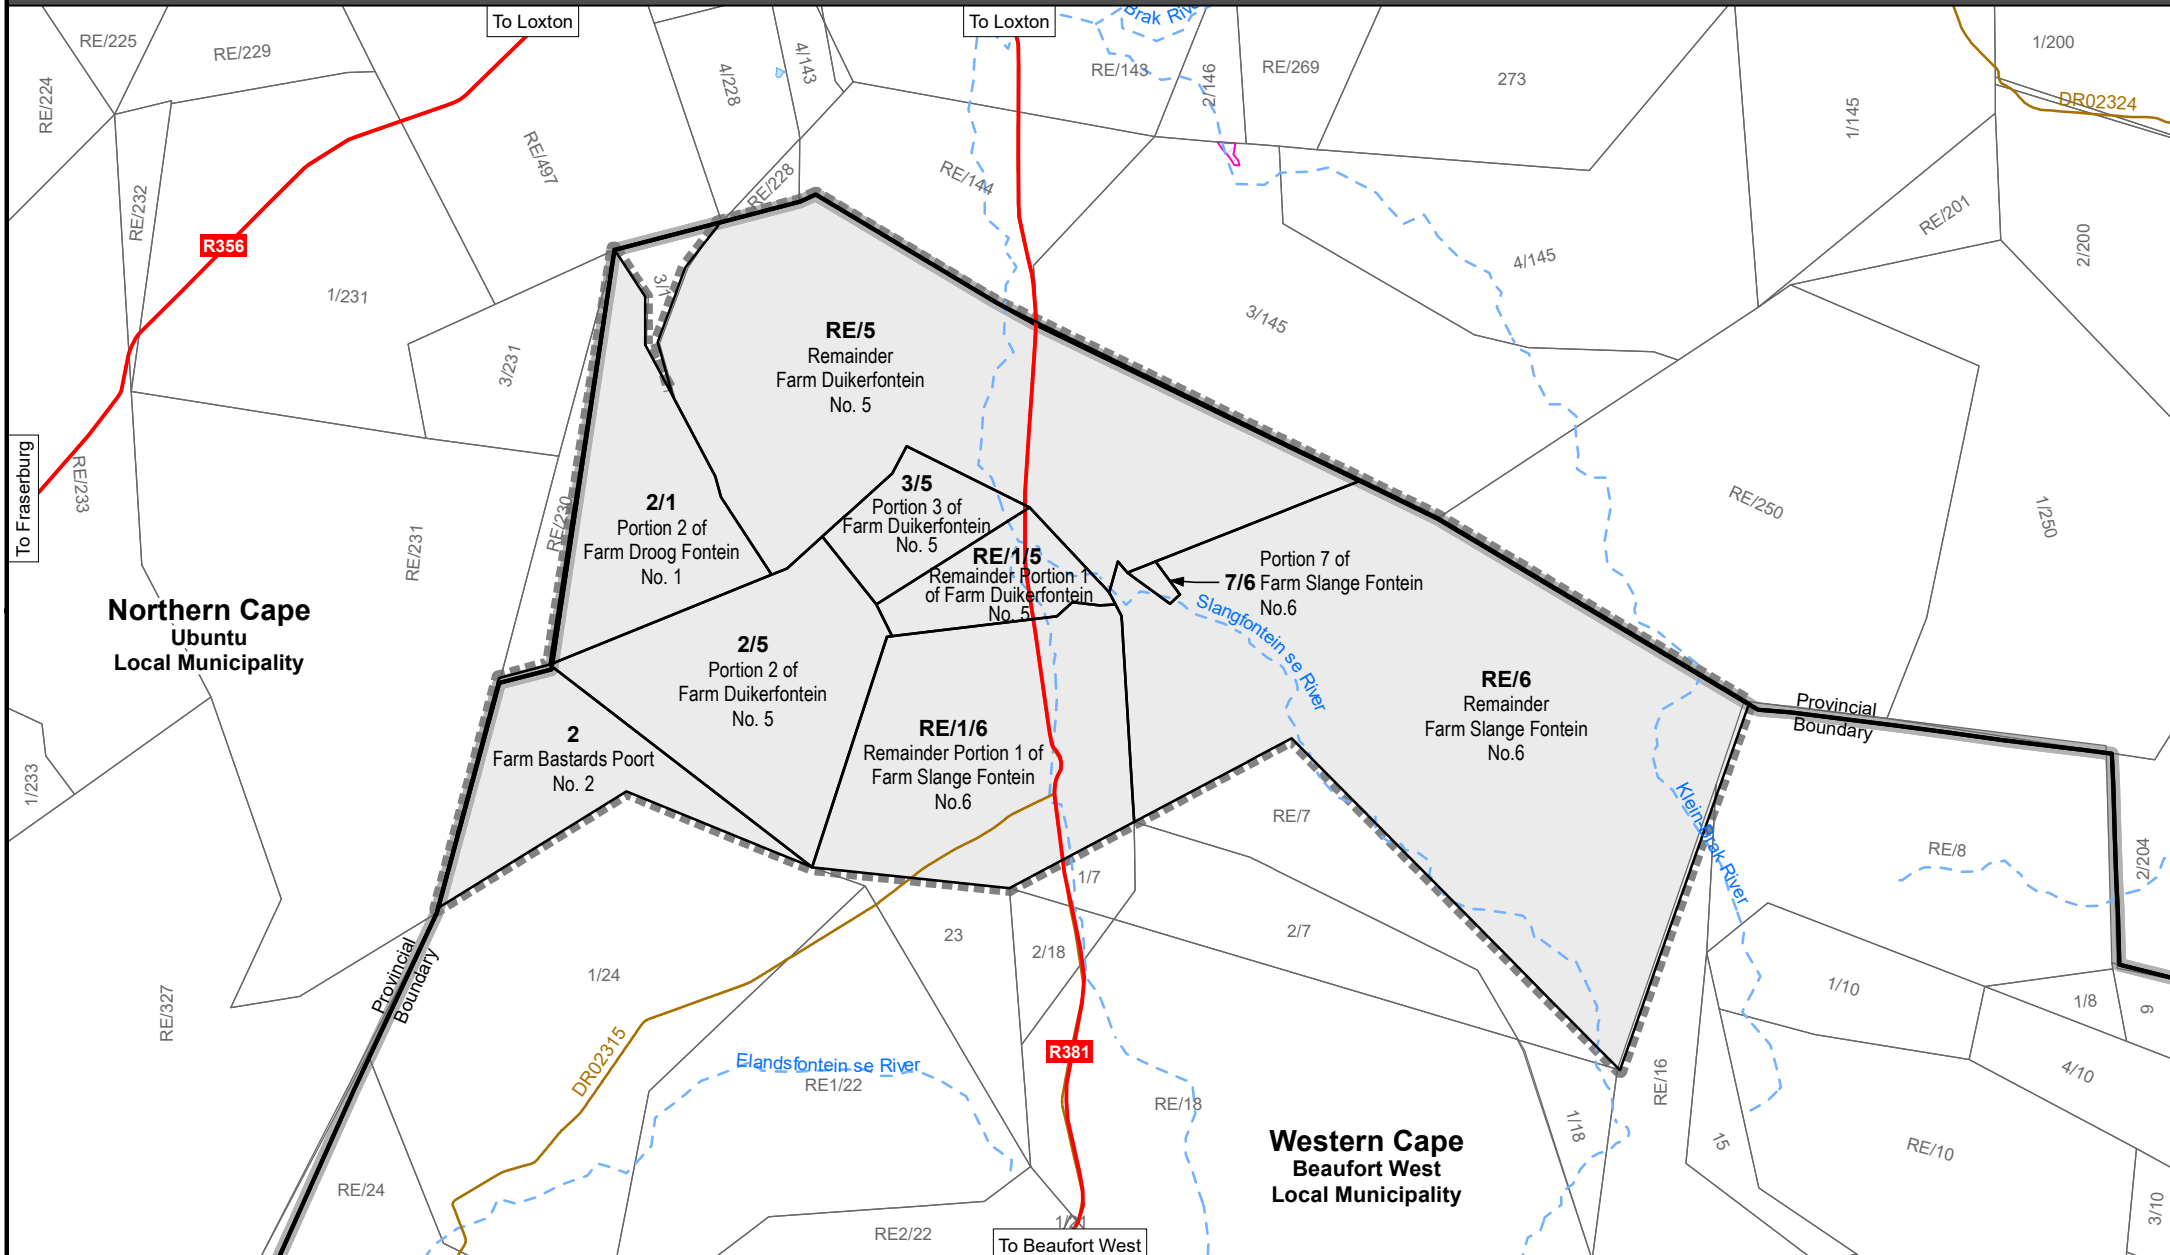 To Loxton
To Loxton
Brak River
RE/225
RE/229
RE/224
4/228
4/143
RE/143
2/146
RE/269
273
1/200
DR02324
1/145
RE/497
RE/232
RE/228
RE/144
RE/201
2/200
R356
1/231
3/1
4/145
3/145
3/231
RE/5
Remainder
Farm Duikerfontein
No. 5
To Fraserburg
RE/233
RE/231
RE/230
2/1
Portion 2 of
Farm Droog Fontein
No. 1
3/5
Portion 3 of
Farm Duikerfontein
No. 5
RE/1/5
Remainder Portion 1
of Farm Duikerfontein
No. 5
Portion 7 of
7/6 Farm Slange Fontein
No.6
RE/250
1/250
Slangfontein se River
Northern Cape
Ubuntu
Local Municipality
2/5
Portion 2 of
Farm Duikerfontein
No. 5
RE/6
Remainder
Farm Slange Fontein
No.6
Provincial
Boundary
2
Farm Bastards Poort
No. 2
RE/1/6
Remainder Portion 1 of
Farm Slange Fontein
No.6
1/233
Klein-Brak River
RE/7
RE/8
2/204
1/7
23
2/18
2/7
1/24
Provincial
Boundary
RE/327
1/10
1/8
9
4/10
DR02315
R381
Elandsfontein se River
RE1/22
RE/18
1/18
RE/16
15
RE/10
Western Cape
Beaufort West
Local Municipality
RE/24
RE2/22
1/21
3/10
To Beaufort West